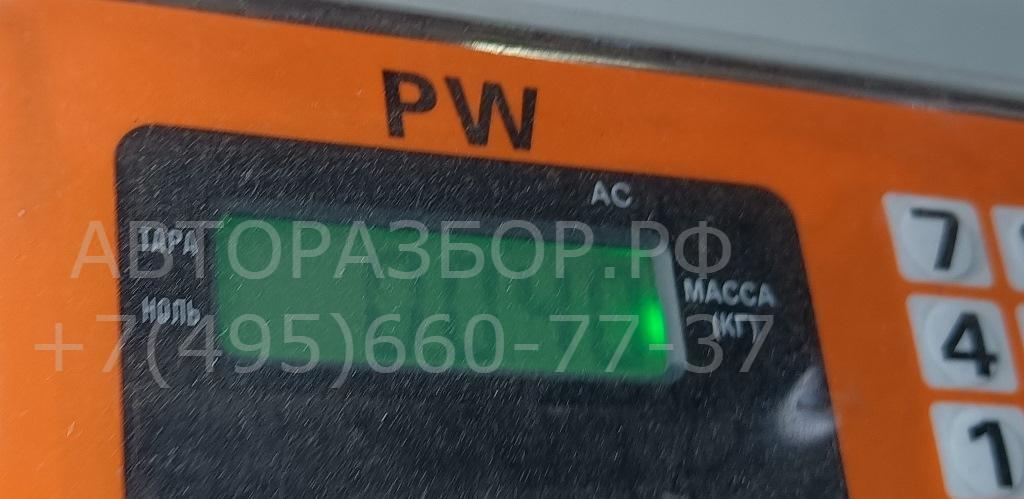 PW
AC
7
АВТОРАЗБОР.РФ
ТАРА
МАССА
(КГ)
НОЛЬ
4
+7(495)660-77-37
1